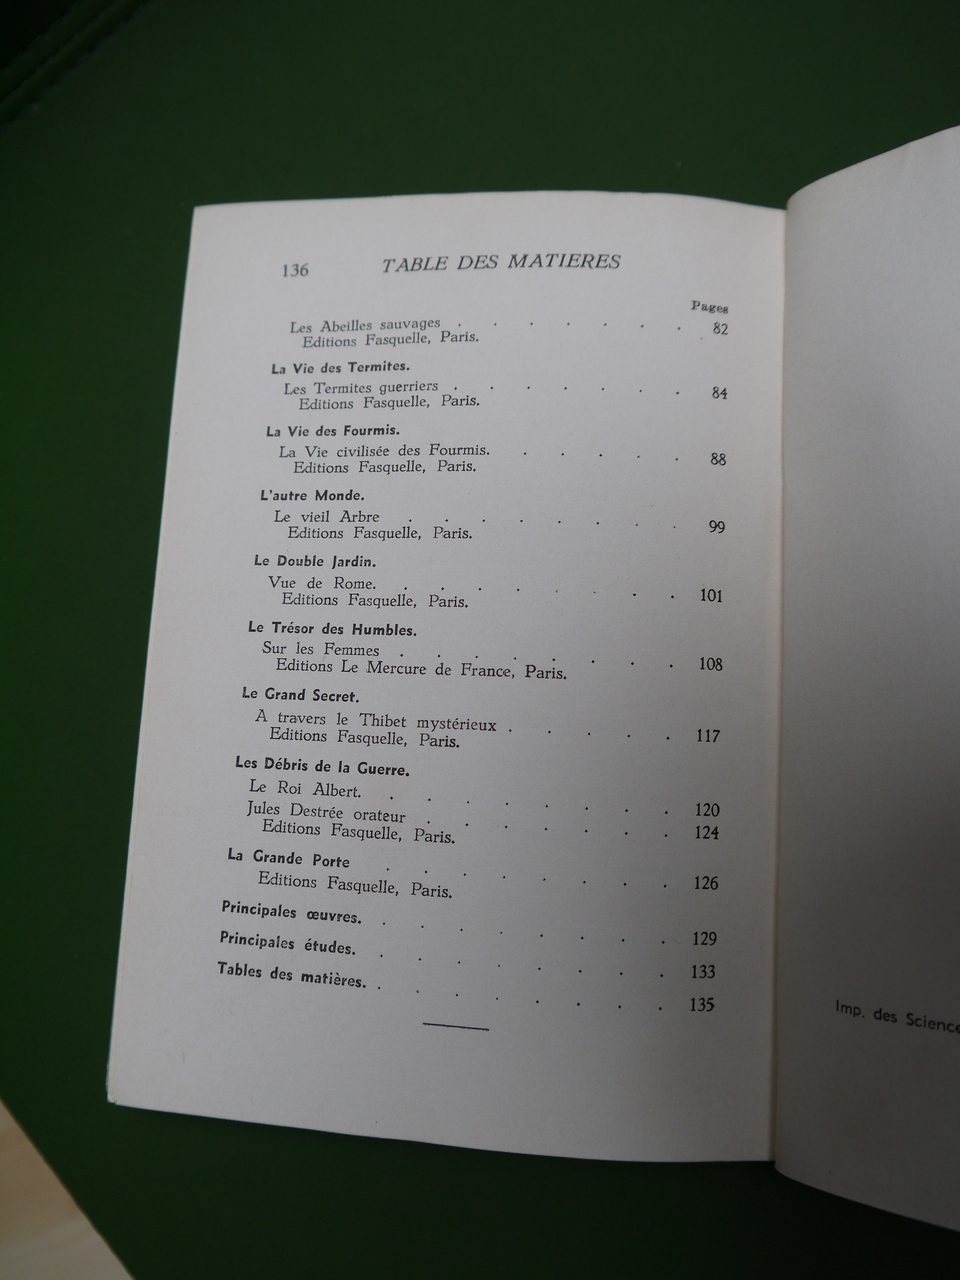 136 TABLE DES MATIERES
Pages
Les Abeilles sauvages . . . . . . . 82
Editions Fasquelle, Paris.
La Vie des Termites.
Les Termites guerriers . . . . . . . 84
Editions Fasquelle, Paris.
La Vie des Fourmis.
La Vie civilisée des Fourmis. . . . . . 88
Editions Fasquelle, Paris.
L'autre Monde.
Le vieil Arbre . . . . . . . . 99
Editions Fasquelle, Paris.
Le Double Jardin.
Vue de Rome. . . . . . . . . 101
Editions Fasquelle, Paris.
Le Trésor des Humbles.
Sur les Femmes . . . . . . . . 108
Editions Le Mercure de France, Paris.
Le Grand Secret.
A travers le Thibet mystérieux . . . . . 117
Editions Fasquelle, Paris.
Les Débris de la Guerre.
Le Roi Albert. . . . . . . . . 120
Jules Destrée orateur . . . . . . . 124
Editions Fasquelle, Paris.
La Grande Porte . . . . . . . . 126
Editions Fasquelle, Paris.
Principales œuvres. . . . . . . . . 129
Principales études. . . . . . . . . 133
Tables des matières. . . . . . . . . 135
Imp. des Science